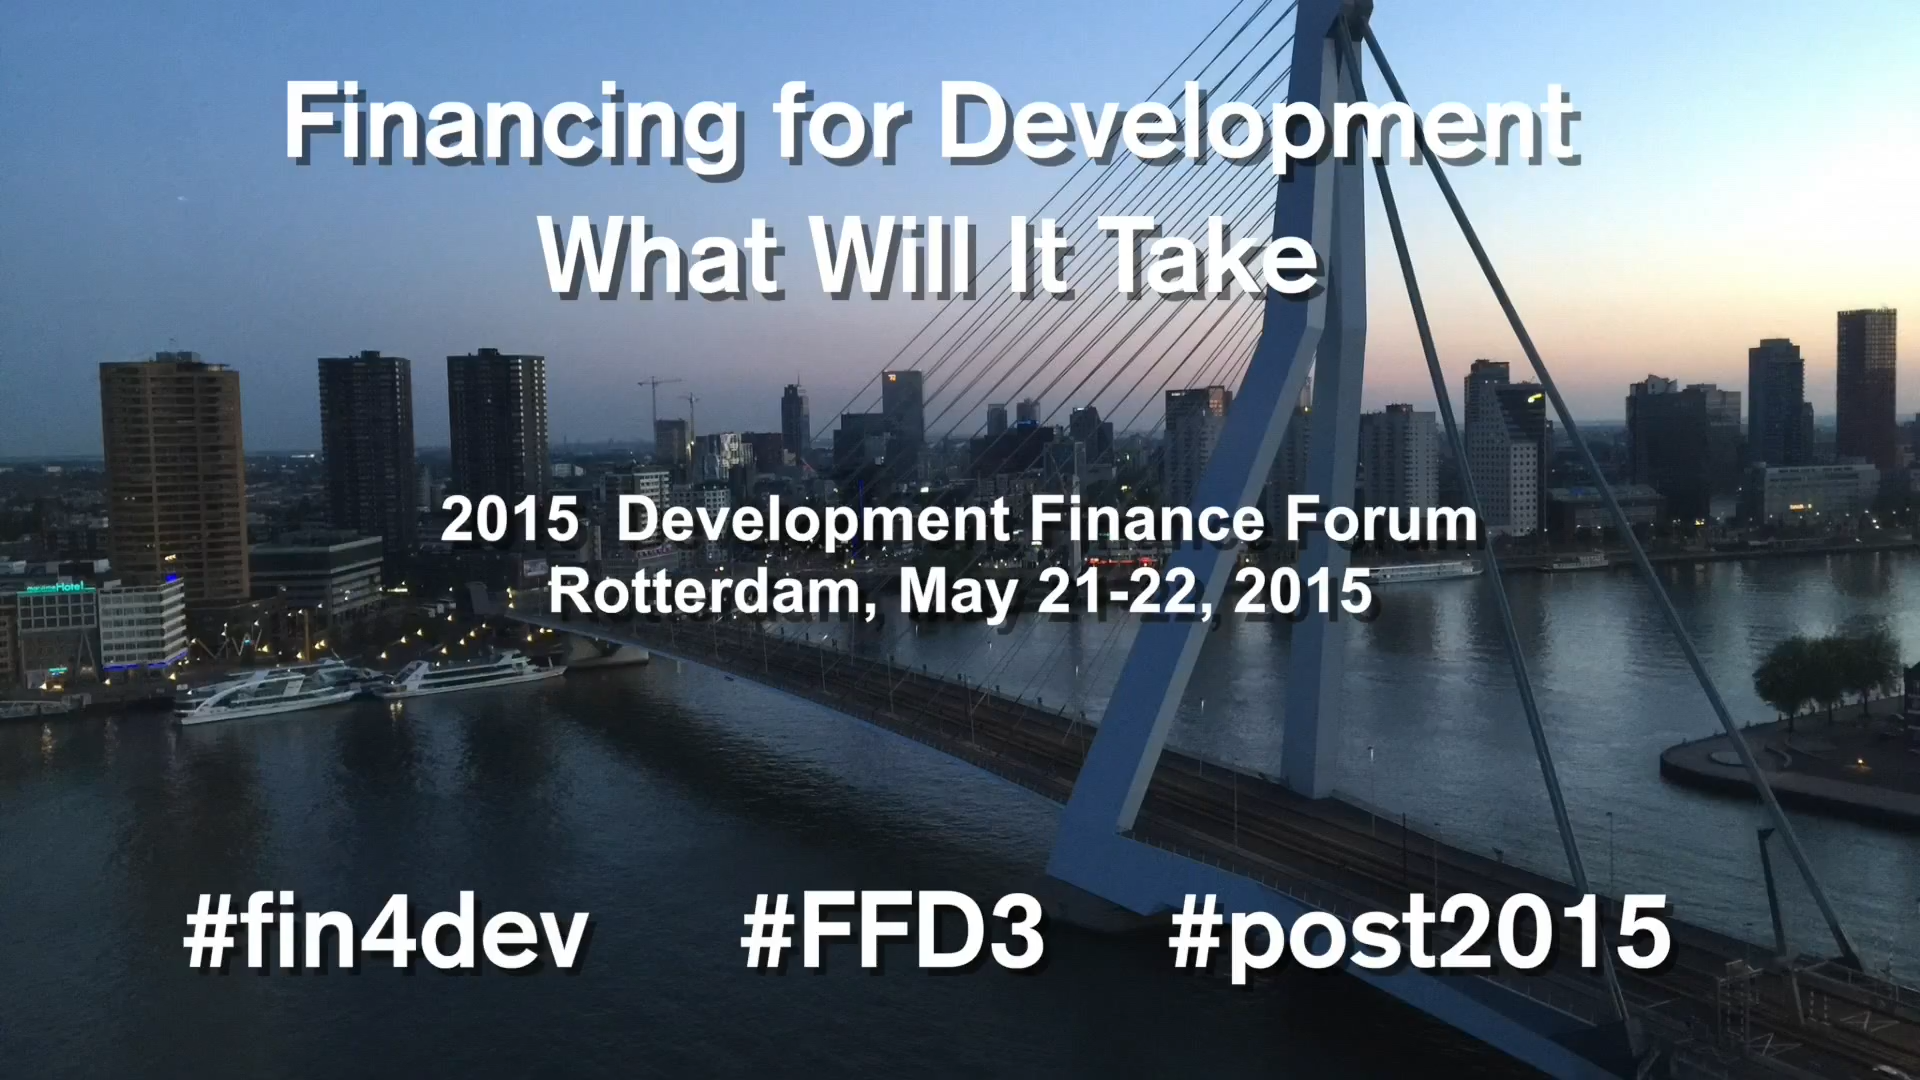 Financing for Development
What Will It Take
2015 Development Finance Forum
Rotterdam, May 21-22, 2015
#fin4dev #FFD3 #post2015
Hotel